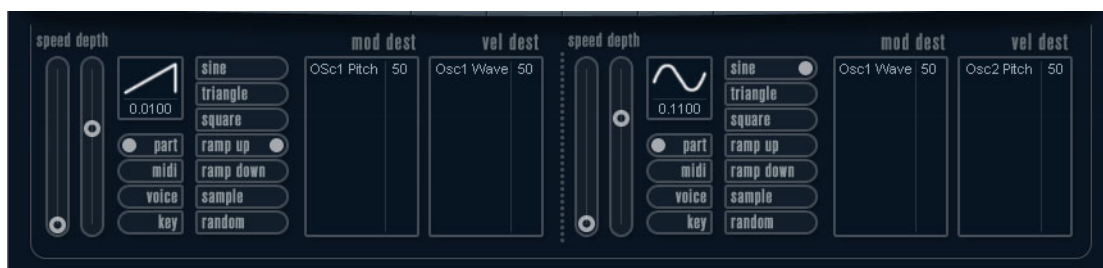 speed depth
mod dest
vel dest
0.0100
part
midi
voice
key
sine
triangle
square
ramp up
ramp down
sample
random
OSc1 Pitch 50
Osc1 Wave 50
speed depth
mod dest
vel dest
0.1100
part
midi
voice
key
sine
triangle
square
ramp up
ramp down
sample
random
Osc1 Wave 50
Osc2 Pitch 50